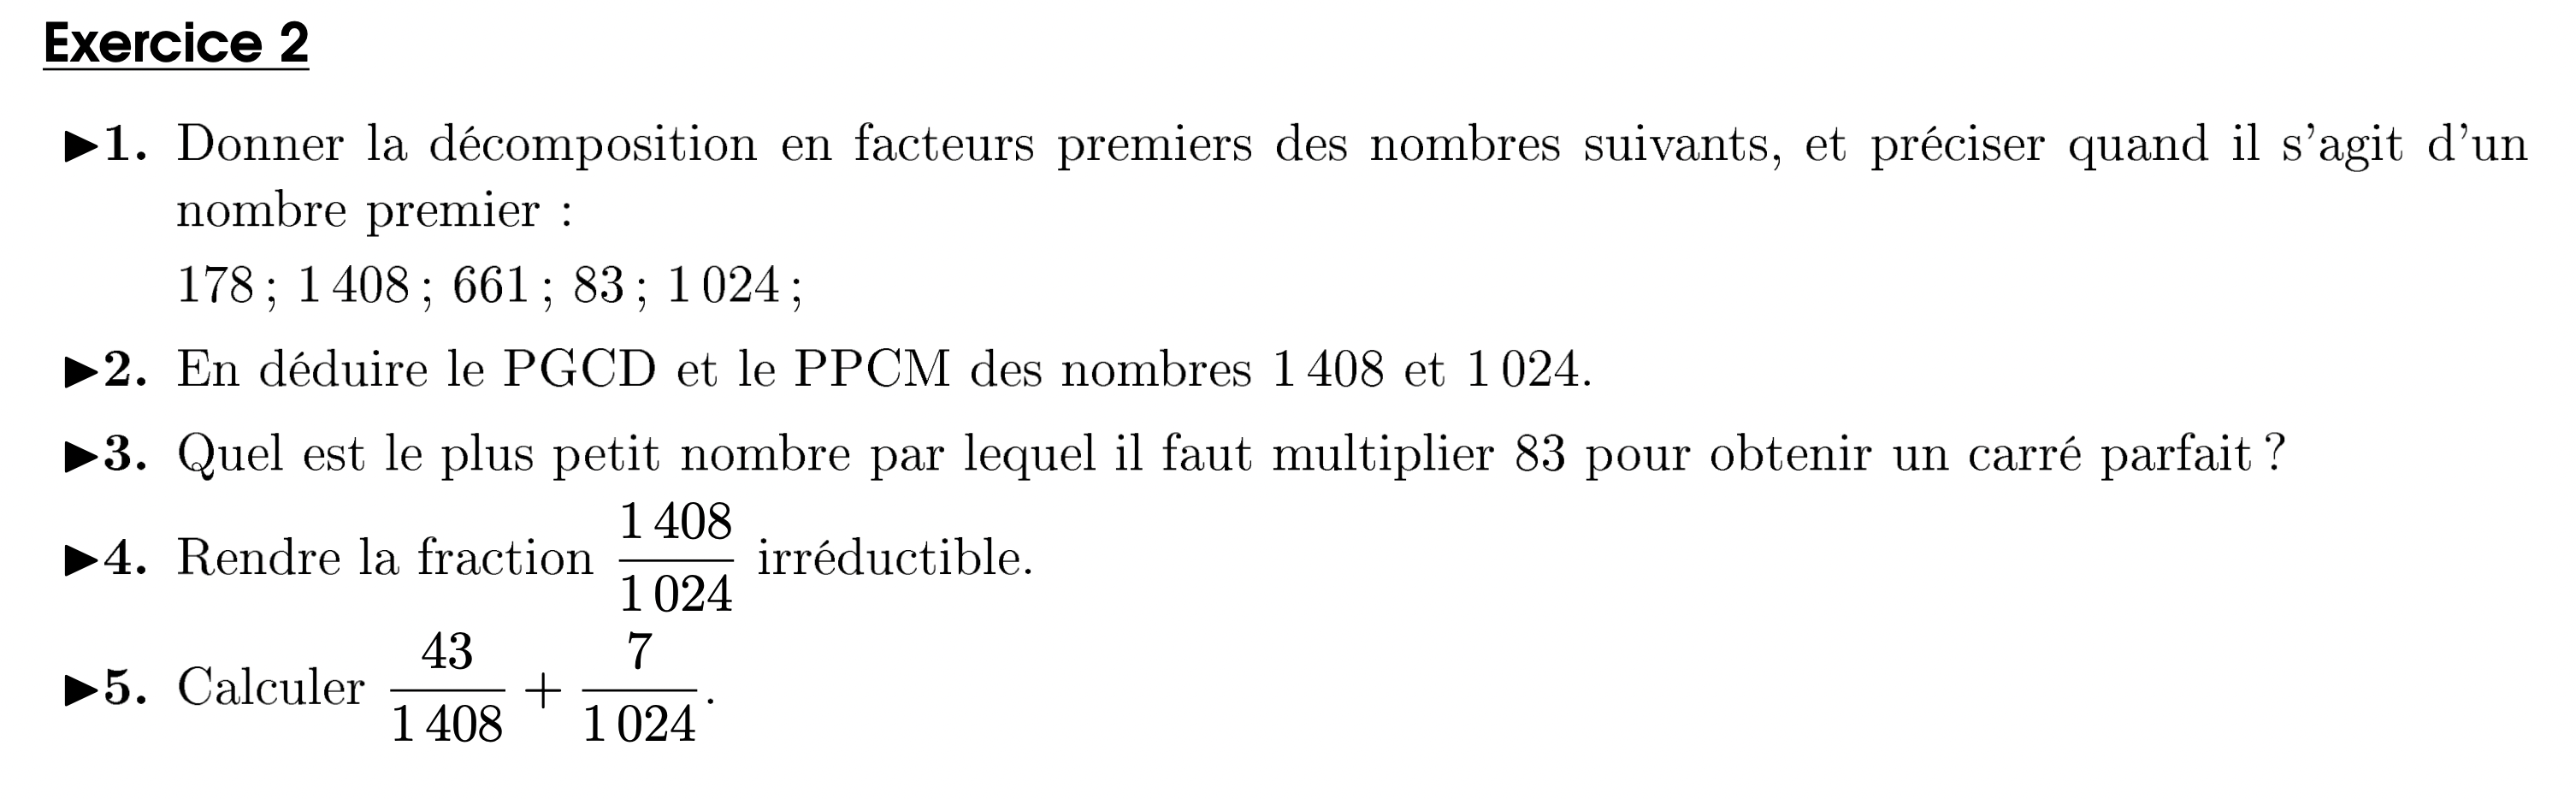 Exercice 2
►1. Donner la décomposition en facteurs premiers des nombres suivants, et préciser quand il s'agit d'un
nombre premier :
178 ; 1 408 ; 661 ; 83 ; 1 024 ;
►2. En déduire le PGCD et le PPCM des nombres 1 408 et 1 024.
►3. Quel est le plus petit nombre par lequel il faut multiplier 83 pour obtenir un carré parfait ?
►4. Rendre la fraction \frac{1 408}{1 024} irréductible.
►5. Calculer \frac{43}{1 408} + \frac{7}{1 024}.